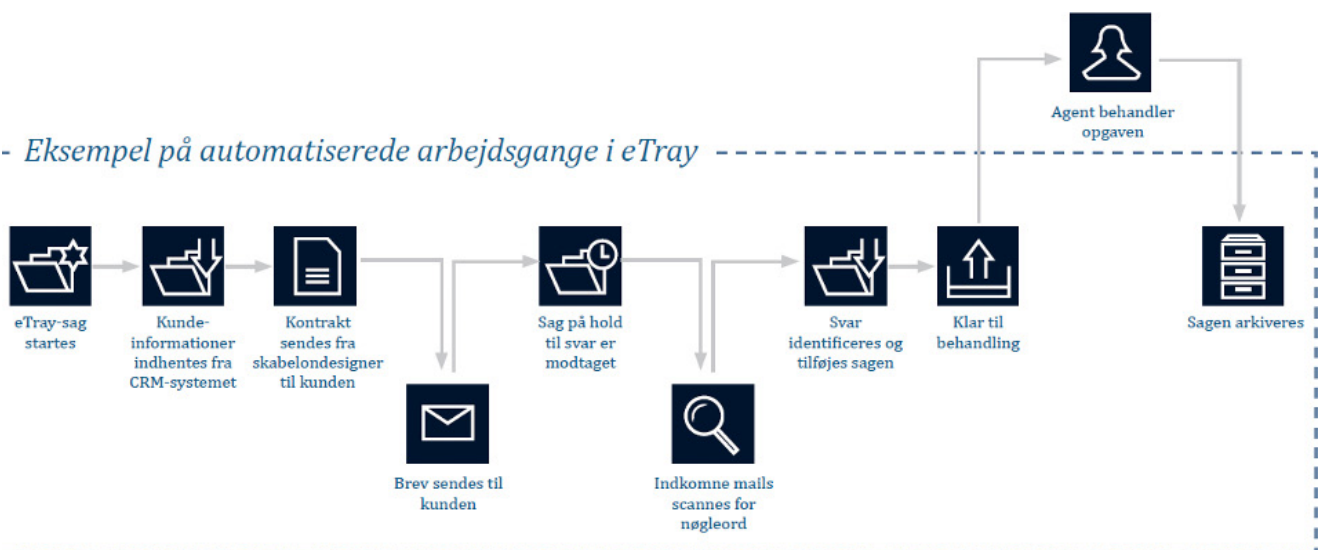 Agent behandler
opgaven
Eksempel på automatiserede arbejdsgange i eTray
eTray-sag
startes
Kunde-
informationer
indhentes fra
CRM-systemet
Kontrakt
sendes fra
skabelondesigner
til kunden
Brev sendes til
kunden
Sag på hold
til svar er
modtaget
Indkomne mails
scannes for
nøgleord
Svar
identificeres og
tilføjes sagen
Klar til
behandling
Sagen arkiveres